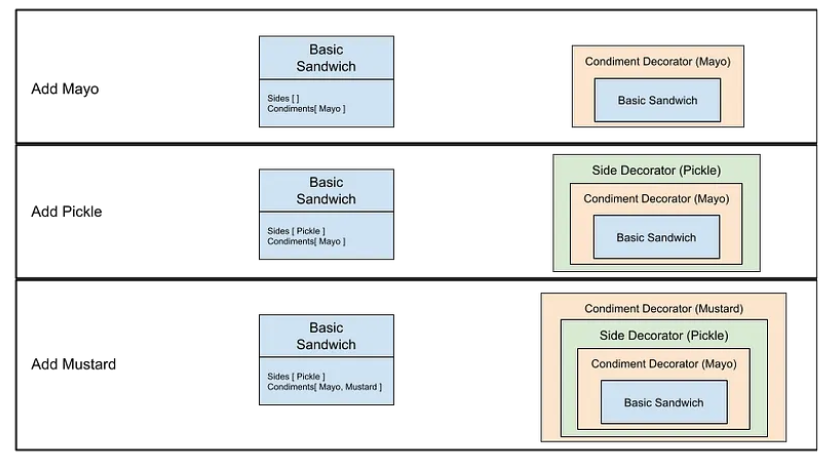 Add Mayo
Basic
Sandwich
Sides [ ]
Condiments[ Mayo ]
Condiment Decorator (Mayo)
Basic Sandwich
Add Pickle
Basic
Sandwich
Sides [ Pickle ]
Condiments[ Mayo ]
Side Decorator (Pickle)
Condiment Decorator (Mayo)
Basic Sandwich
Add Mustard
Basic
Sandwich
Sides [ Pickle ]
Condiments[ Mayo, Mustard ]
Condiment Decorator (Mustard)
Side Decorator (Pickle)
Condiment Decorator (Mayo)
Basic Sandwich